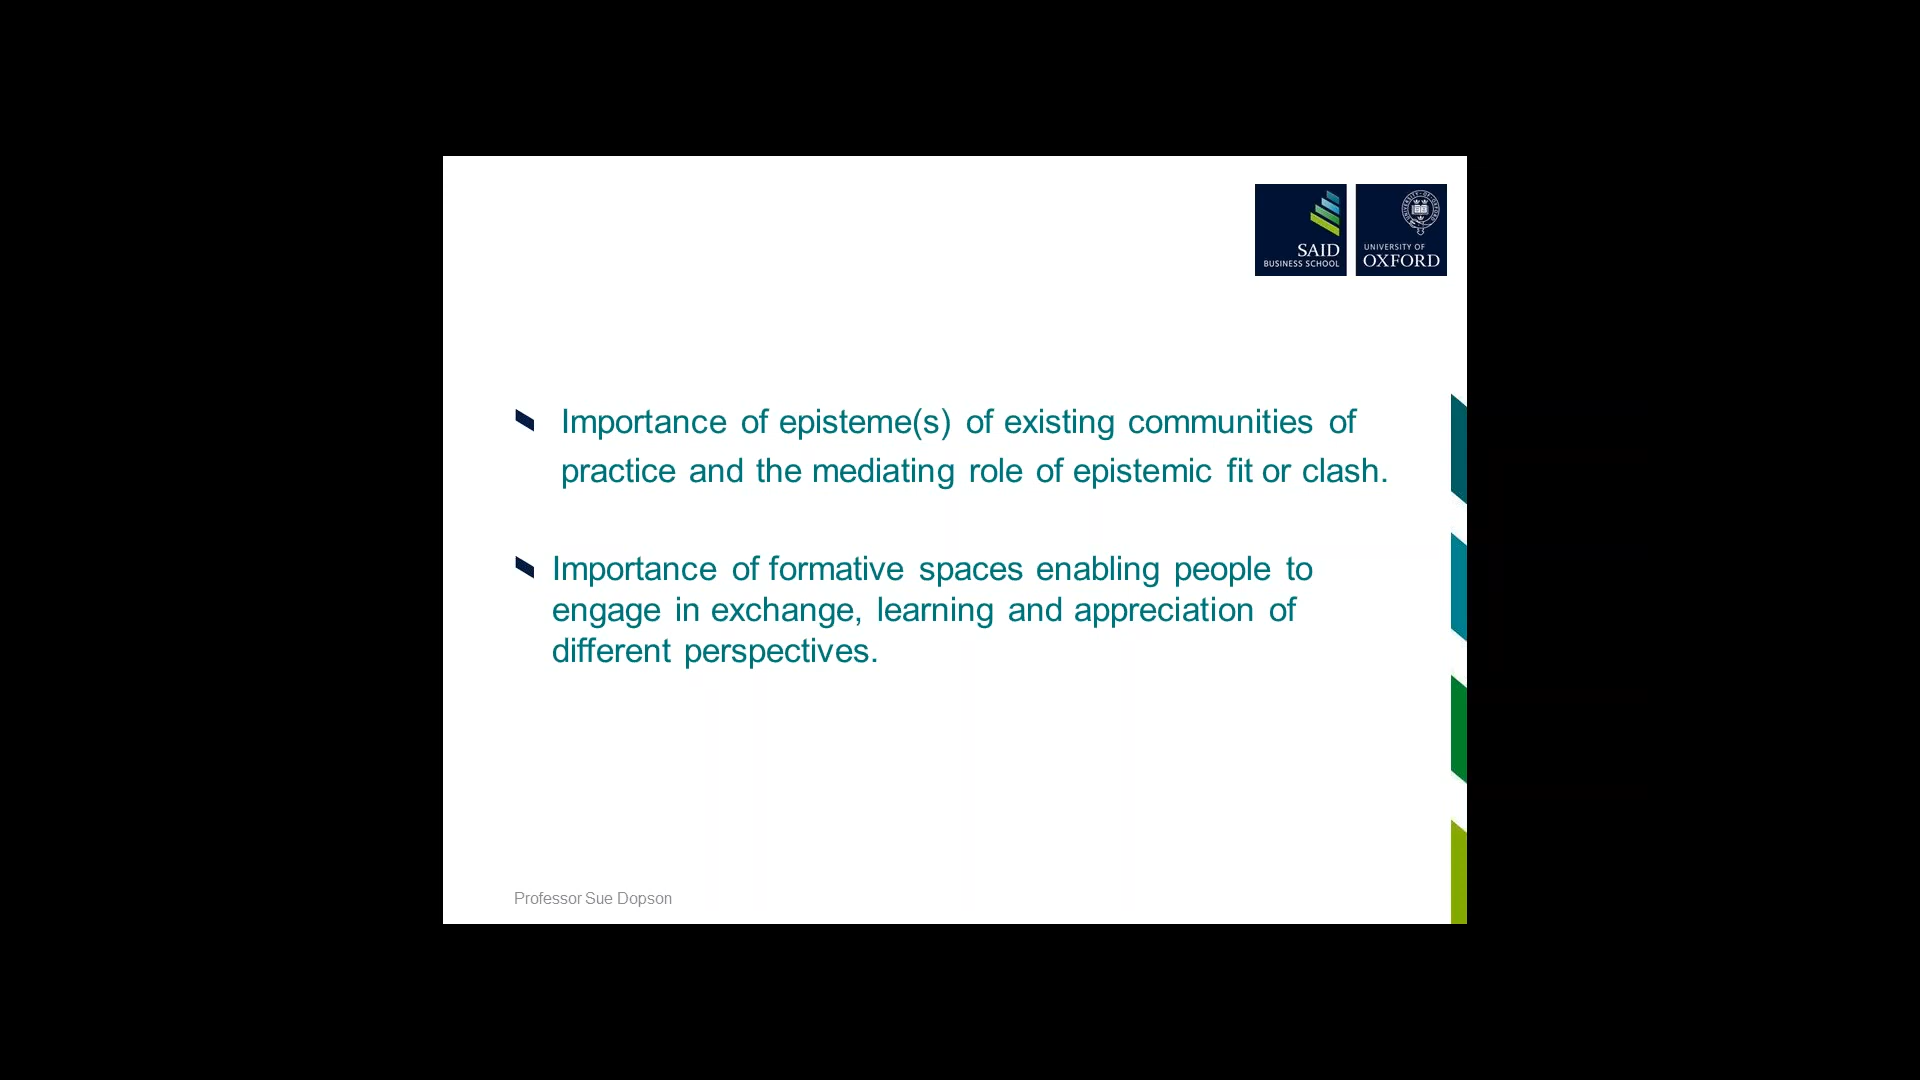 SAID
BUSINESS SCHOOL
UNIVERSITY OF
OXFORD
Importance of episteme(s) of existing communities of
practice and the mediating role of epistemic fit or clash.
Importance of formative spaces enabling people to
engage in exchange, learning and appreciation of
different perspectives.
Professor Sue Dopson